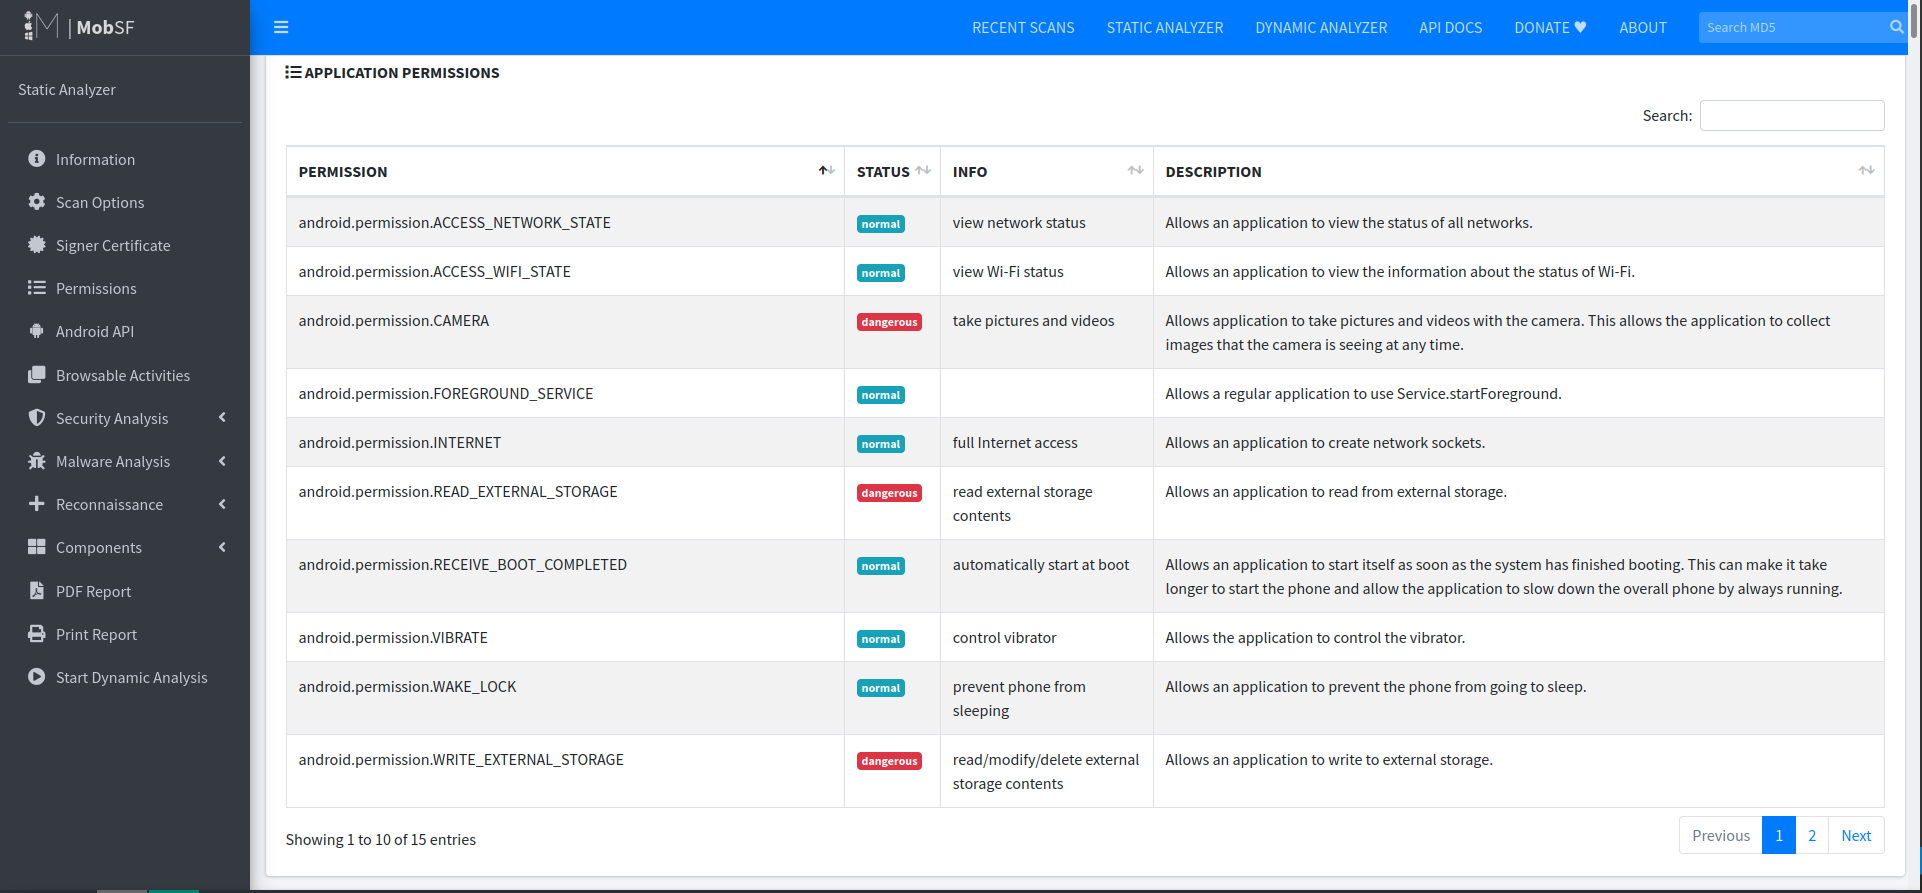 M | MobSF
RECENT SCANS STATIC ANALYZER DYNAMIC ANALYZER API DOCS DONATE ♥ ABOUT Search MD5
Static Analyzer
Information
Scan Options
Signer Certificate
Permissions
Android API
Browsable Activities
Security Analysis
Malware Analysis
Reconnaissance
Components
PDF Report
Print Report
Start Dynamic Analysis
APPLICATION PERMISSIONS
Search:
PERMISSION STATUS INFO DESCRIPTION
android.permission.ACCESS_NETWORK_STATE normal view network status Allows an application to view the status of all networks.
android.permission.ACCESS_WIFI_STATE normal view Wi-Fi status Allows an application to view the information about the status of Wi-Fi.
android.permission.CAMERA dangerous take pictures and videos Allows application to take pictures and videos with the camera. This allows the application to collect
images that the camera is seeing at any time.
android.permission.FOREGROUND_SERVICE normal Allows a regular application to use Service.startForeground.
android.permission.INTERNET normal full Internet access Allows an application to create network sockets.
android.permission.READ_EXTERNAL_STORAGE dangerous read external storage Allows an application to read from external storage.
contents
android.permission.RECEIVE_BOOT_COMPLETED normal automatically start at boot Allows an application to start itself as soon as the system has finished booting. This can make it take
longer to start the phone and allow the application to slow down the overall phone by always running.
android.permission.VIBRATE normal control vibrator Allows the application to control the vibrator.
android.permission.WAKE_LOCK normal prevent phone from Allows an application to prevent the phone from going to sleep.
sleeping
android.permission.WRITE_EXTERNAL_STORAGE dangerous read/modify/delete external Allows an application to write to external storage.
storage contents
Showing 1 to 10 of 15 entries
Previous 1 2 Next